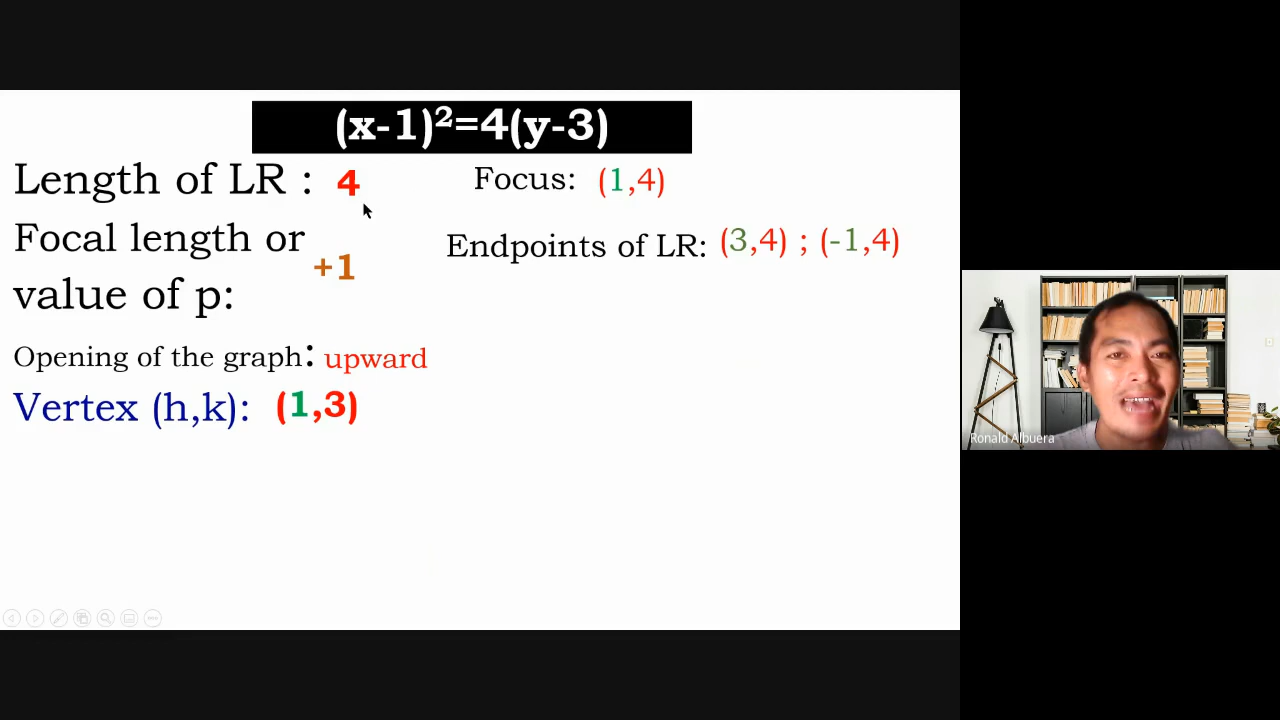 (x-1)²=4(y-3)
Length of LR : 4
Focal length or
value of p: +1
Opening of the graph: upward
Vertex (h,k): (1,3)
Focus: (1,4)
Endpoints of LR: (3,4) ; (-1,4)
Ronald Albuera